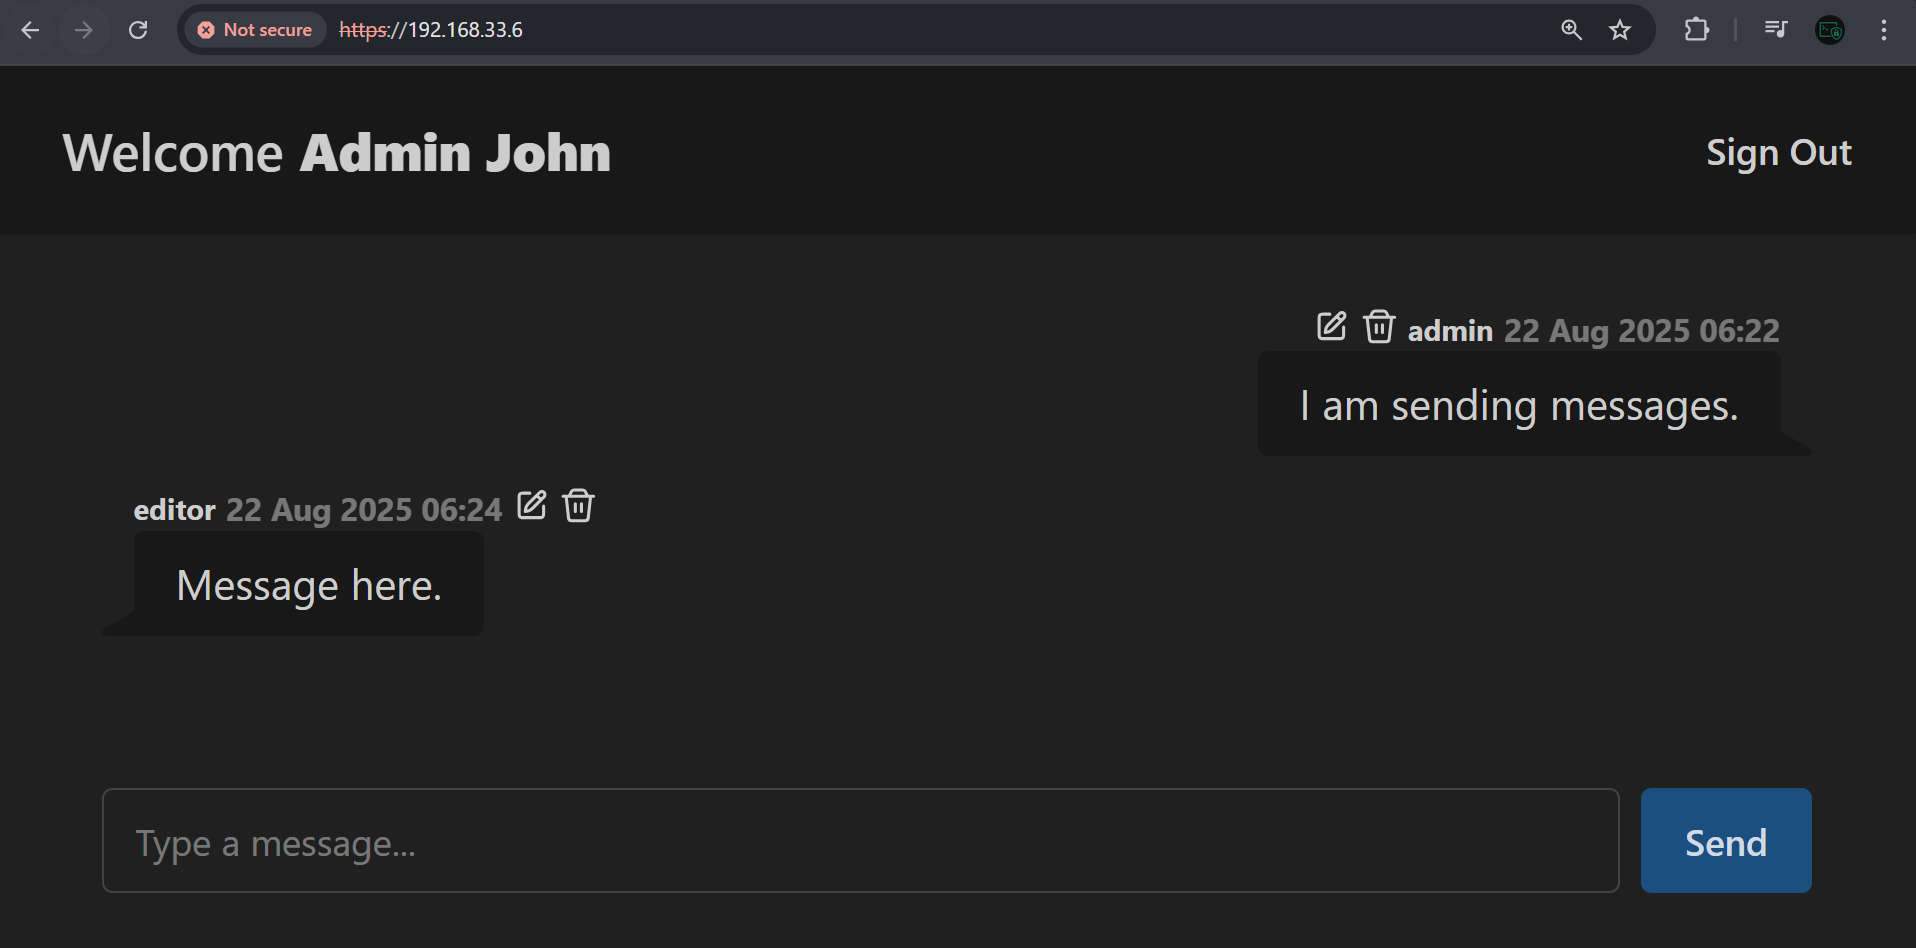 Not secure https://192.168.33.6
Welcome Admin John
Sign Out
admin 22 Aug 2025 06:22
I am sending messages.
editor 22 Aug 2025 06:24
Message here.
Type a message...
Send